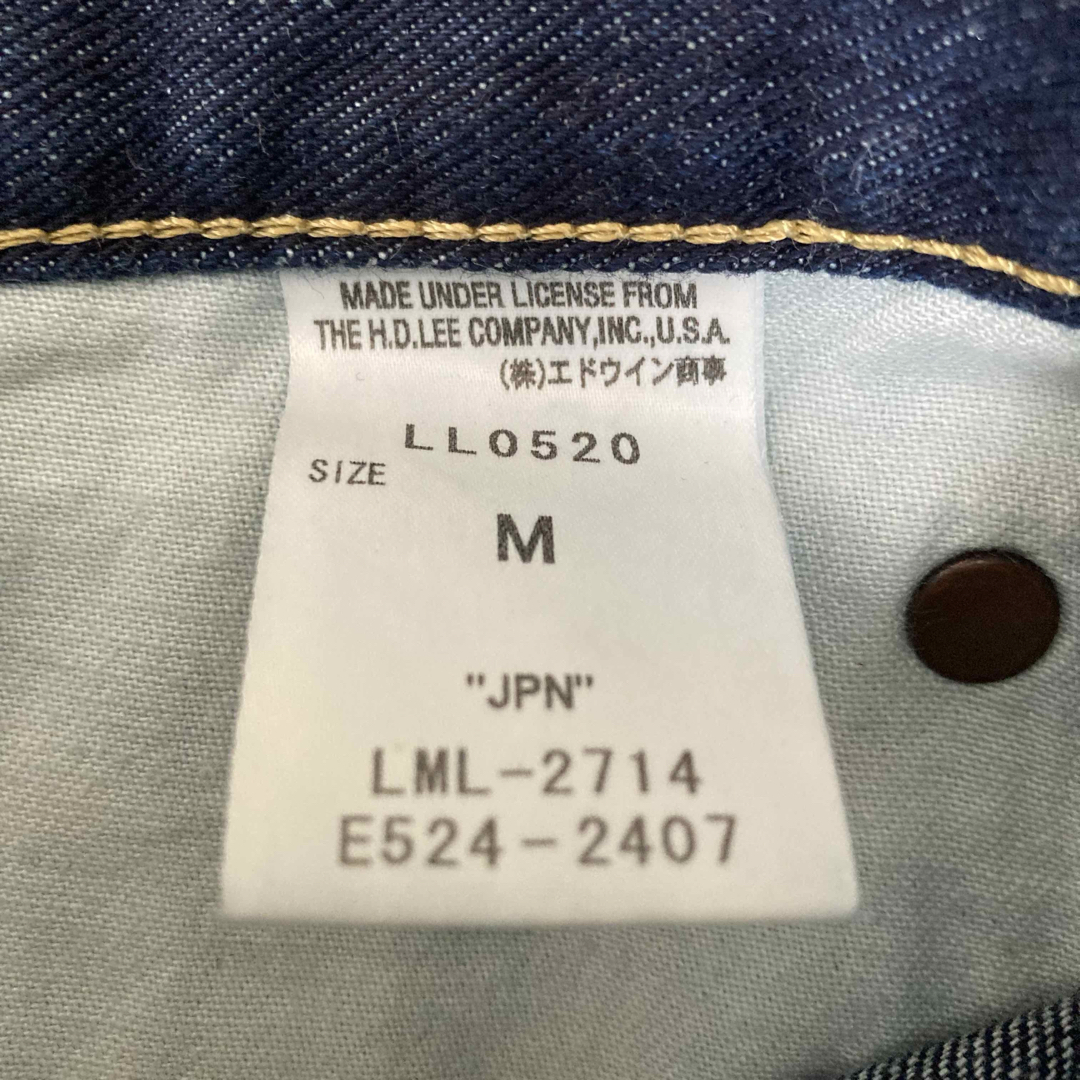 MADE UNDER LICENSE FROM
THE H.D.LEE COMPANY,INC.,U.S.A.
(株)エドウイン商事
LL0520
SIZE
M
"JPN"
LML-2714
E524-2407